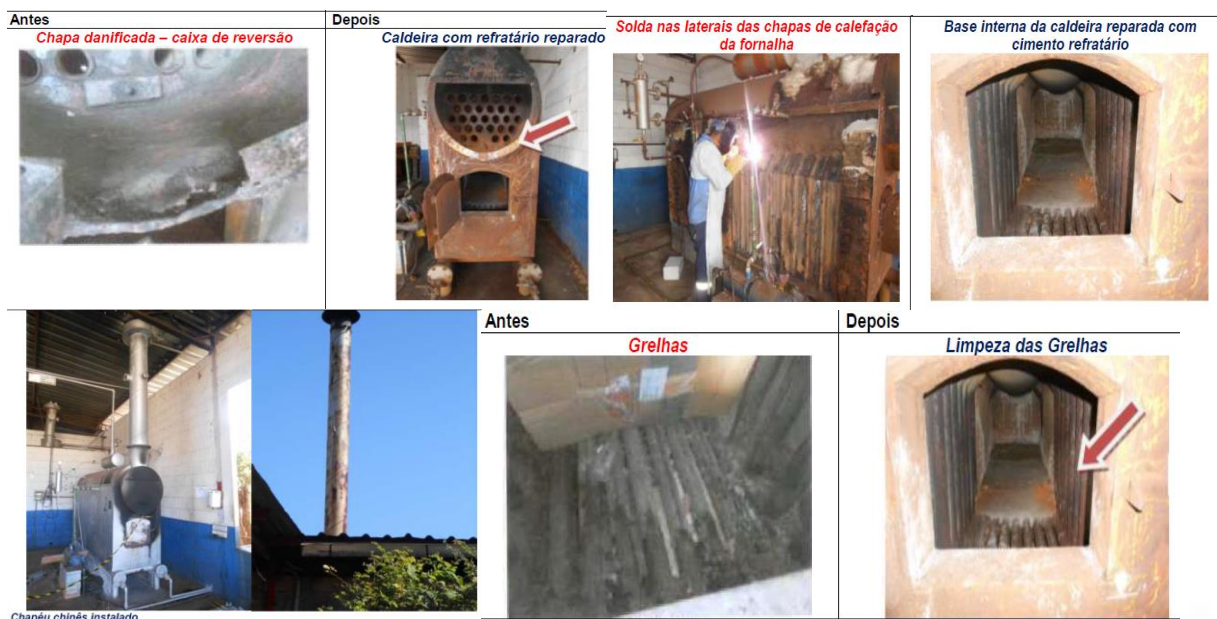 Antes
Depois
Chapa danificada – caixa de reversão
Caldeira com refratário reparado
Solda nas laterais das chapas de calefação
da fornalha
Base interna da caldeira reparada com
cimento refratário
Chapéu chinês instalado
Antes
Depois
Grelhas
Limpeza das Grelhas